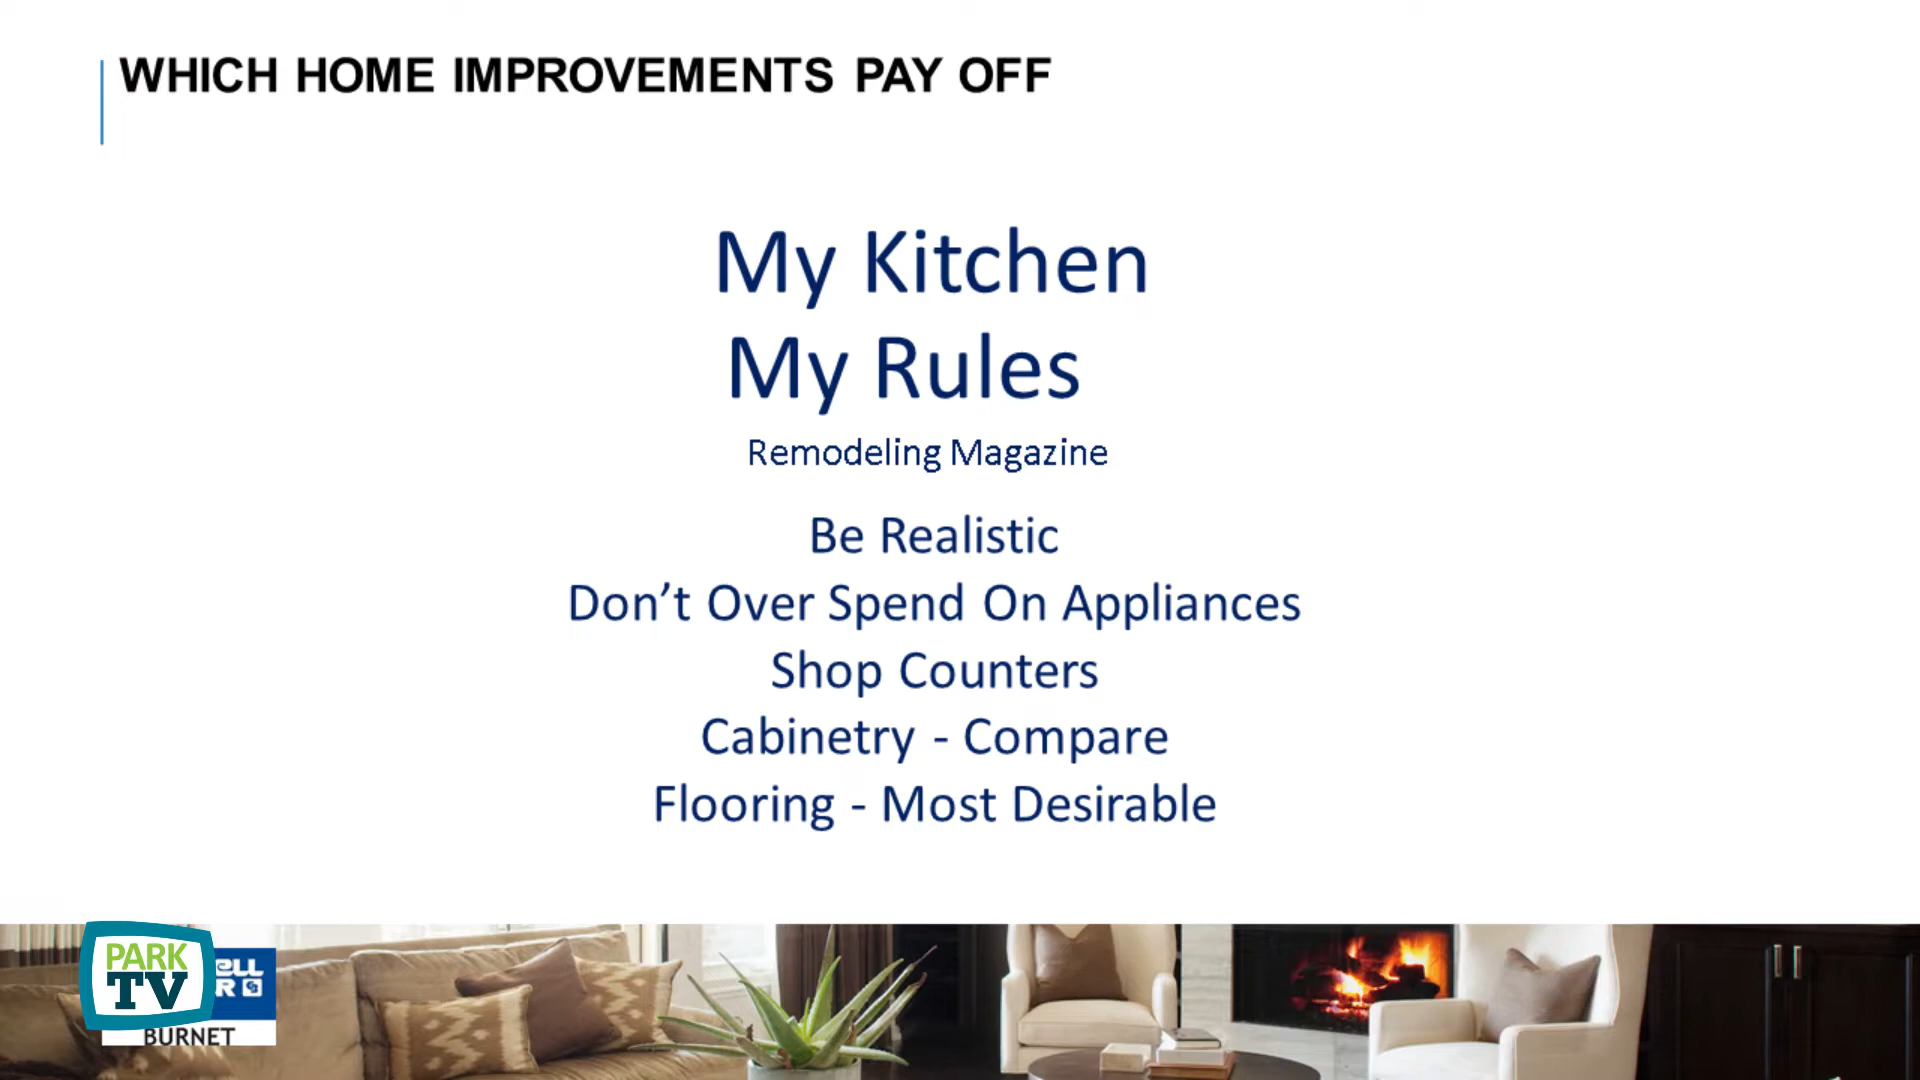 WHICH HOME IMPROVEMENTS PAY OFF
My Kitchen
My Rules
Remodeling Magazine
Be Realistic
Don’t Over Spend On Appliances
Shop Counters
Cabinetry - Compare
Flooring - Most Desirable
PARK
TV
BURNET